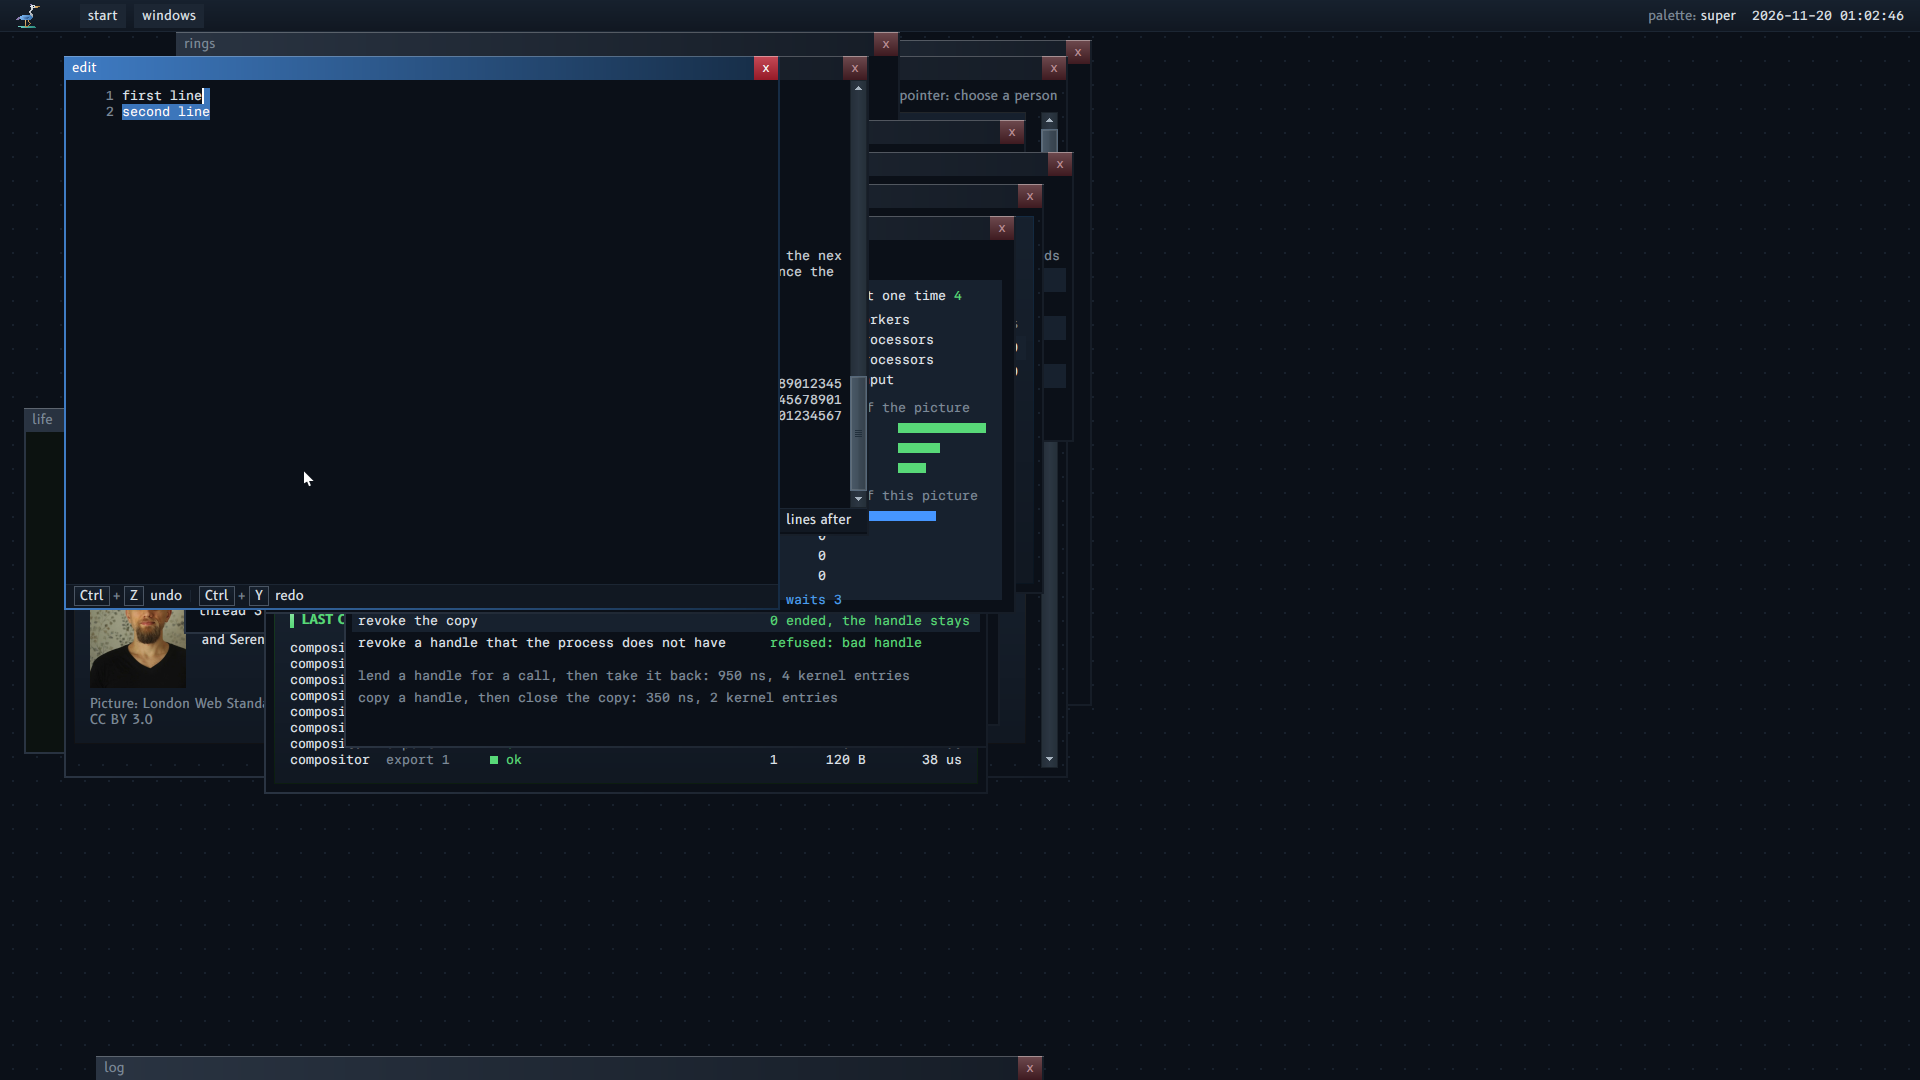 start windows palette: super 2026-11-20 01:02:46
rings x
x
edit x
x
x
1 first line
2 second line
pointer: choose a person
x
x
x
x
the nex
ds
nce the
t one time 4
rkers
ocessors
ocessors
put
89012345
45678901
f the picture
01234567
life
f this picture
lines after
0
0
0
Ctrl + Z undo Ctrl + Y redo
waits 3
thread 3
LAST C
revoke the copy 0 ended, the handle stays
and Seren
revoke a handle that the process does not have refused: bad handle
composi
composi
lend a handle for a call, then take it back: 950 ns, 4 kernel entries
composi
composi
copy a handle, then close the copy: 350 ns, 2 kernel entries
Picture: London Web Standa
composi
CC BY 3.0
composi
composi
compositor export 1 ok 1 120 B 38 us
log x